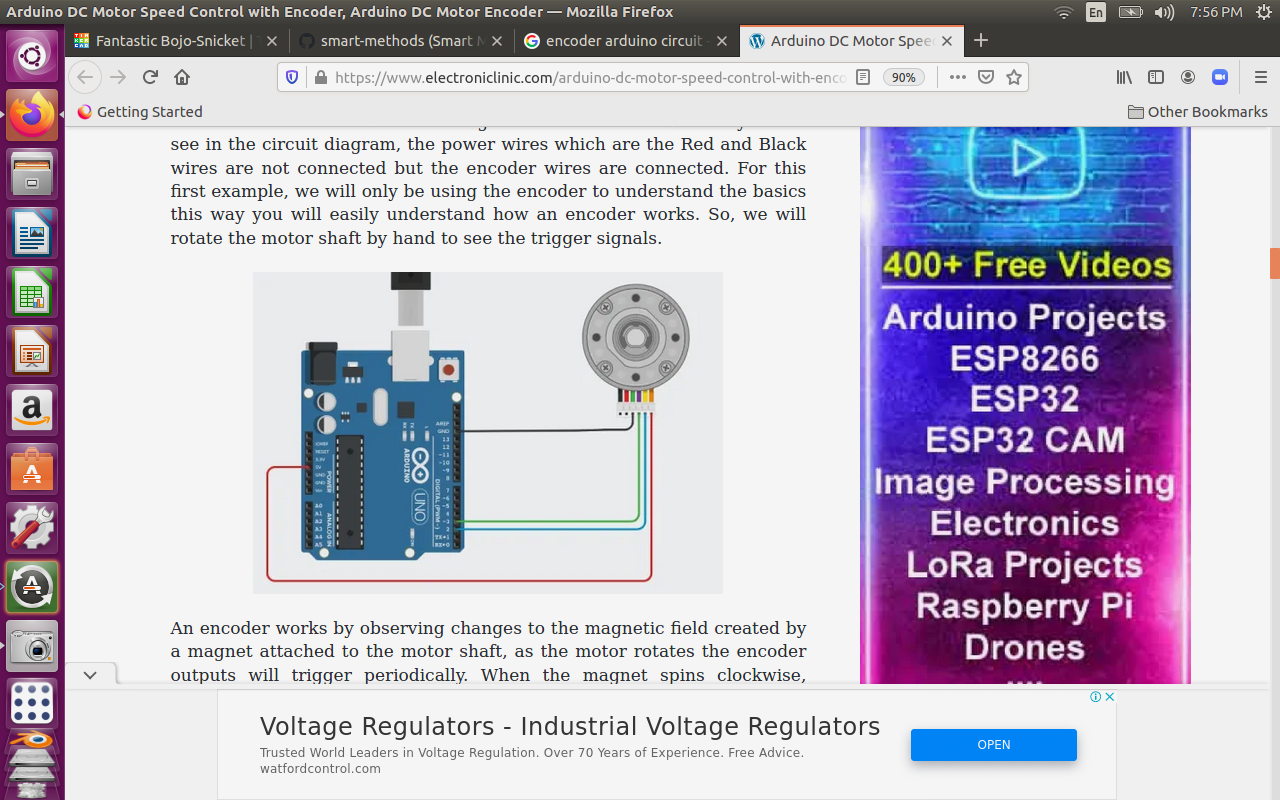 Arduino DC Motor Speed Control with Encoder, Arduino DC Motor Encoder — Mozilla Firefox
En
7:56 PM
Fantastic Bojo-Snicket | T
smart-methods (Smart M
encoder arduino circuit -
Arduino DC Motor Spee
https://www.electroniclinic.com/arduino-dc-motor-speed-control-with-enco
90%
Getting Started
Other Bookmarks
see in the circuit diagram, the power wires which are the Red and Black
wires are not connected but the encoder wires are connected. For this
first example, we will only be using the encoder to understand the basics
this way you will easily understand how an encoder works. So, we will
rotate the motor shaft by hand to see the trigger signals.
AREF
GND
13
12
~11
~10
~9
8
7
~6
~5
4
~3
2
TX→1
RX←0
IOREF
RESET
3.3V
5V
GND
GND
Vin
A0
A1
A2
A3
A4
A5
POWER
ANALOG IN
DIGITAL (PWM~)
ARDUINO
UNO
TX
RX
L
ON
An encoder works by observing changes to the magnetic field created by
a magnet attached to the motor shaft, as the motor rotates the encoder
outputs will trigger periodically. When the magnet spins clockwise,
400+ Free Videos
Arduino Projects
ESP8266
ESP32
ESP32 CAM
Image Processing
Electronics
LoRa Projects
Raspberry Pi
Drones
....
Voltage Regulators - Industrial Voltage Regulators
Trusted World Leaders in Voltage Regulation. Over 70 Years of Experience. Free Advice.
watfordcontrol.com
OPEN